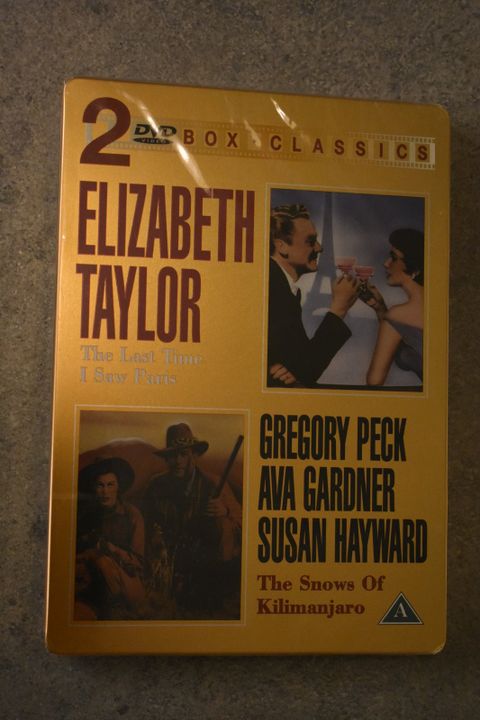 2 DVD VIDEO BOX CLASSICS
ELIZABETH
TAYLOR
The Last Time
I Saw Paris
GREGORY PECK
AVA GARDNER
SUSAN HAYWARD
The Snows Of
Kilimanjaro
A